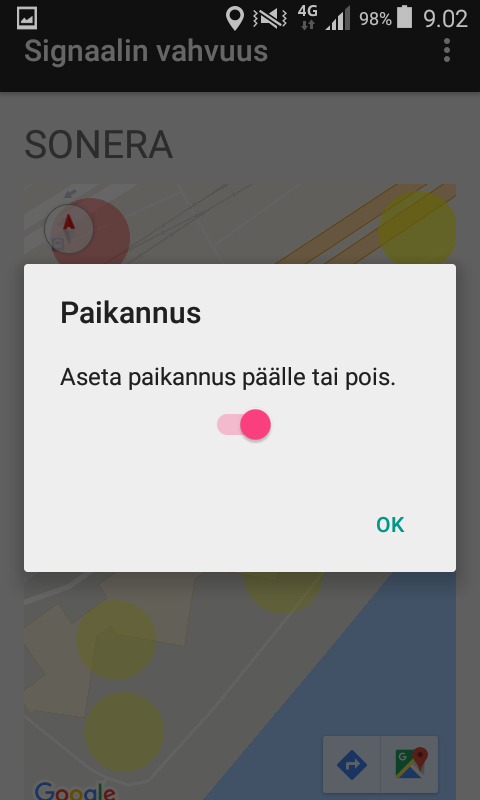 4G 98% 9.02
Signaalin vahvuus
SONERA
Paikannus
Aseta paikannus päälle tai pois.
OK
Google